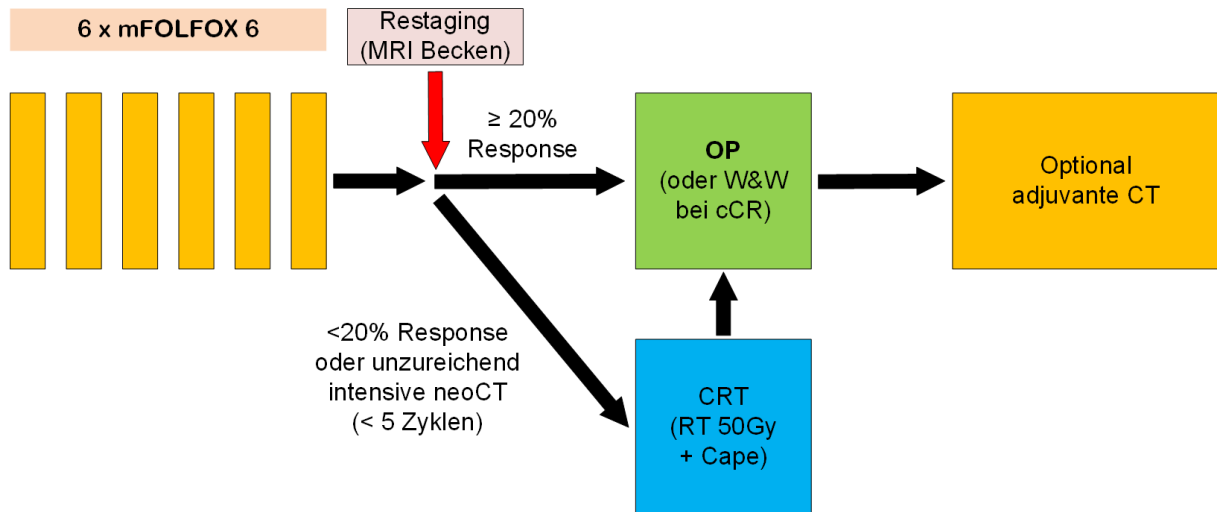 6 x mFOLFOX 6
Restaging
(MRI Becken)
≥ 20%
Response
OP
(oder W&W
bei cCR)
Optional
adjuvante CT
<20% Response
oder unzureichend
intensive neoCT
(< 5 Zyklen)
CRT
(RT 50Gy
+ Cape)